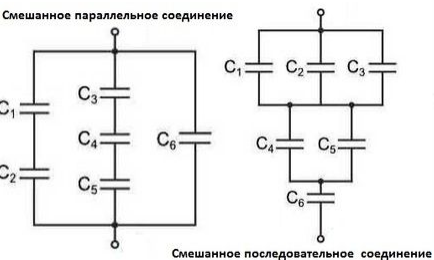 Смешанное параллельное соединение
C1
C2
C3
C4
C5
C6
C1
C2
C3
C4
C5
C6
Смешанное последовательное соединение